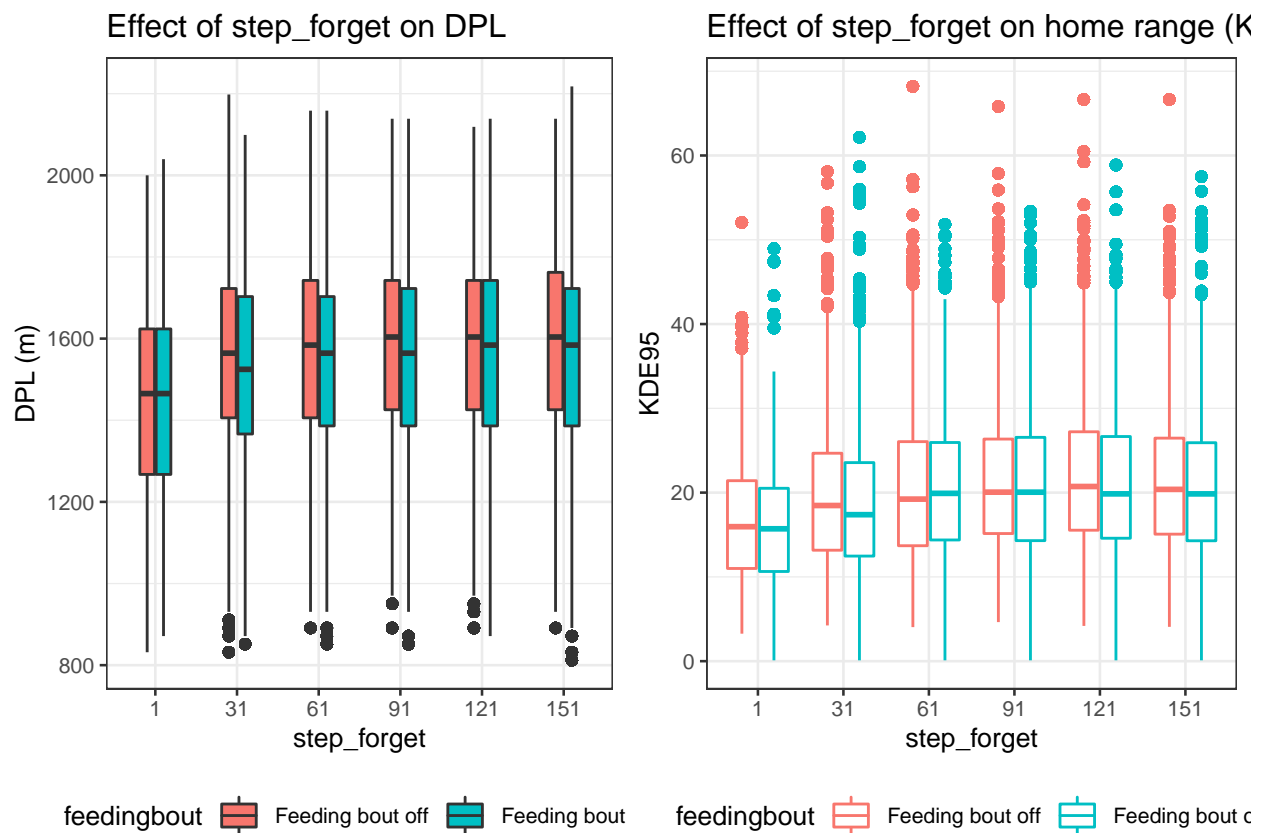 Effect of step_forget on DPL
DPL (m)
2000
1600
1200
800
1 31 61 91 121 151
step_forget
feedingbout Feeding bout off Feeding bout
Effect of step_forget on home range (K
KDE95
60
40
20
0
1 31 61 91 121 151
step_forget
feedingbout Feeding bout off Feeding bout